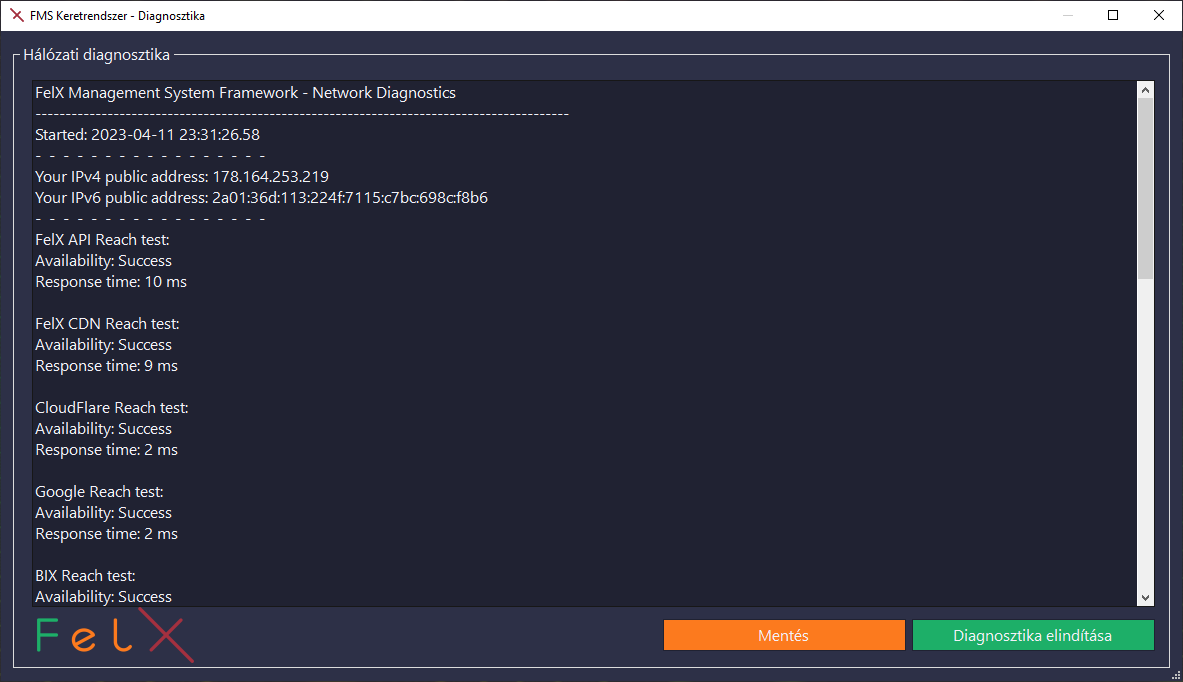 FMS Keretrendszer - Diagnosztika
Hálózati diagnosztika
FelX Management System Framework - Network Diagnostics
-----------------------------------------------------------------------------------------
Started: 2023-04-11 23:31:26.58
- - - - - - - - - - - - - - - - -
Your IPv4 public address: 178.164.253.219
Your IPv6 public address: 2a01:36d:113:224f:7115:c7bc:698c:f8b6
- - - - - - - - - - - - - - - - -
FelX API Reach test:
Availability: Success
Response time: 10 ms
FelX CDN Reach test:
Availability: Success
Response time: 9 ms
CloudFlare Reach test:
Availability: Success
Response time: 2 ms
Google Reach test:
Availability: Success
Response time: 2 ms
BIX Reach test:
Availability: Success
FelX
Mentés
Diagnosztika elindítása